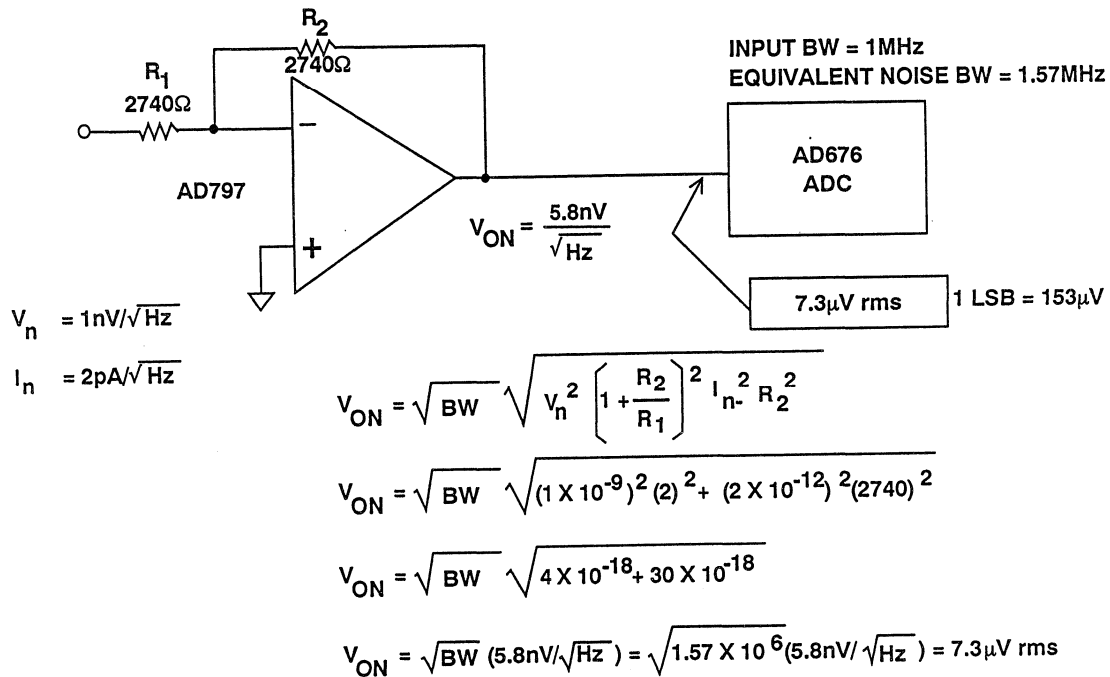 R2
2740Ω
R1
2740Ω
INPUT BW = 1MHz
EQUIVALENT NOISE BW = 1.57MHz
−
AD797
+
AD676
ADC
VON = 5.8nV / √Hz
7.3µV rms
1 LSB = 153µV
Vn = 1nV/√Hz
In = 2pA/√Hz
VON = √BW √Vn² [1 + R2/R1]² In-² R2²
VON = √BW √(1 X 10⁻⁹)² (2)² + (2 X 10⁻¹²)² (2740)²
VON = √BW √4 X 10⁻¹⁸ + 30 X 10⁻¹⁸
VON = √BW (5.8nV/√Hz) = √1.57 X 10⁶ (5.8nV/√Hz) = 7.3µV rms